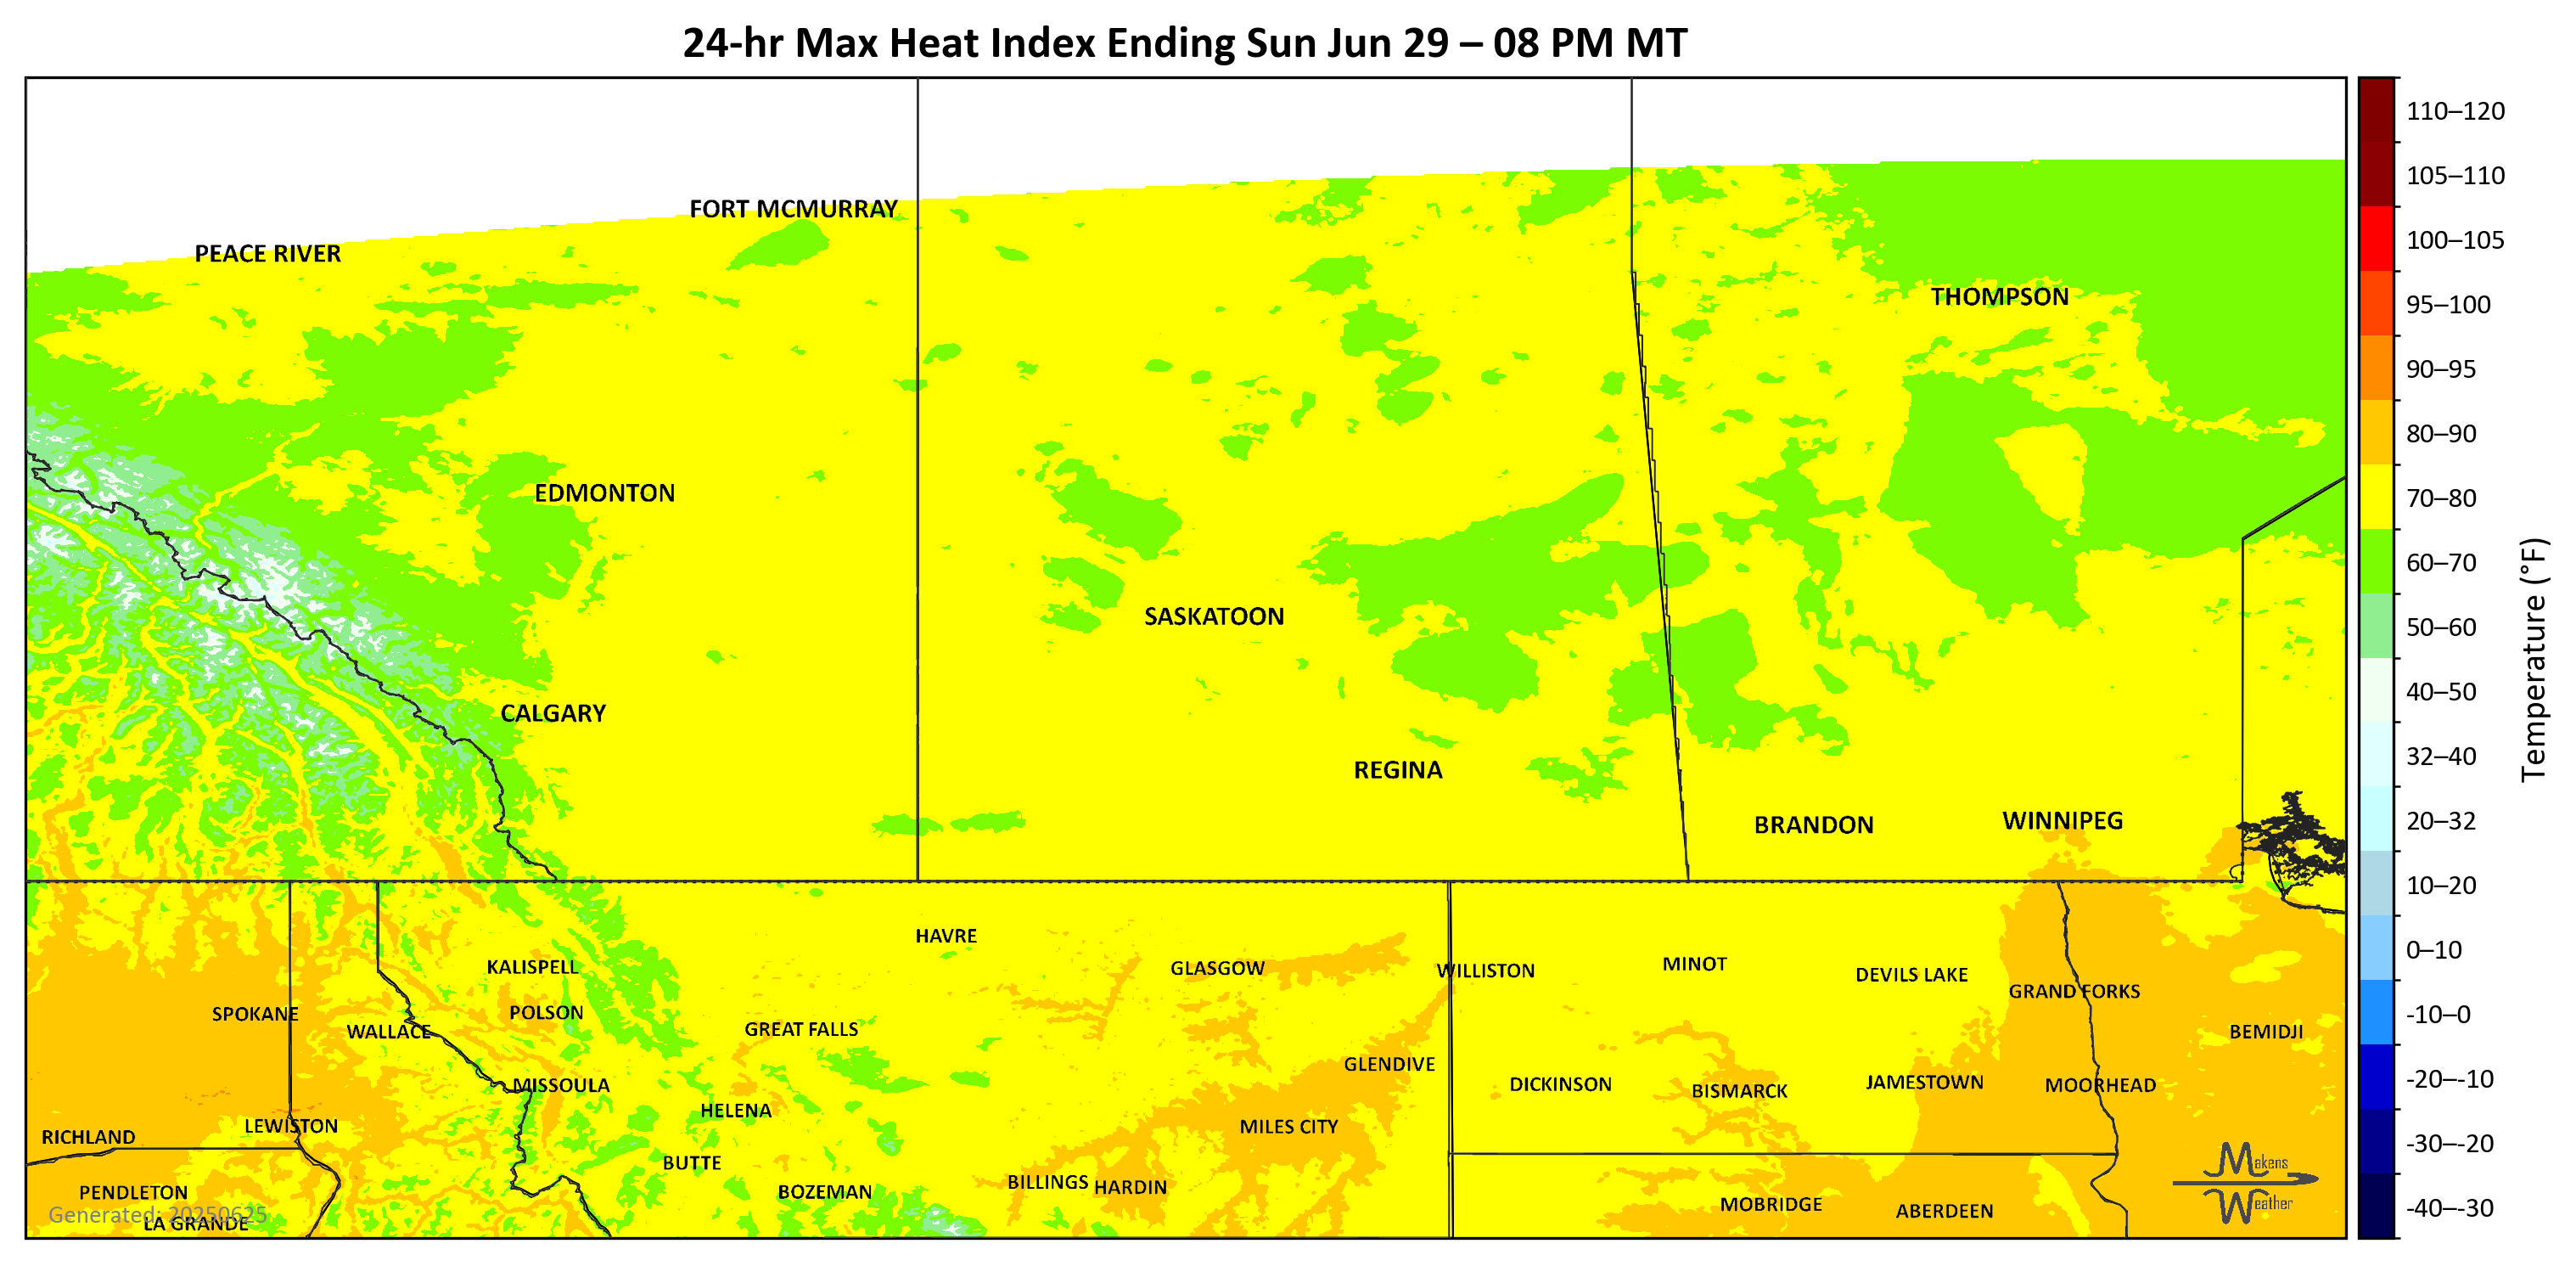 24-hr Max Heat Index Ending Sun Jun 29 – 08 PM MT
110–120
105–110
100–105
95–100
90–95
80–90
70–80
60–70
50–60
40–50
32–40
20–32
10–20
0–10
-10–0
-20–-10
-30–-20
-40–-30
Temperature (°F)
FORT MCMURRAY
PEACE RIVER
THOMPSON
EDMONTON
SASKATOON
CALGARY
REGINA
BRANDON
WINNIPEG
HAVRE
KALISPELL
GLASGOW
WILLISTON
MINOT
DEVILS LAKE
GRAND FORKS
SPOKANE
POLSON
WALLACE
GREAT FALLS
BEMIDJI
GLENDIVE
MISSOULA
DICKINSON
BISMARCK
JAMESTOWN
MOORHEAD
HELENA
LEWISTON
RICHLAND
MILES CITY
BUTTE
PENDLETON
BOZEMAN
BILLINGS
HARDIN
MOBRIDGE
ABERDEEN
LA GRANDE
Generated: 20250625
Makens
Weather